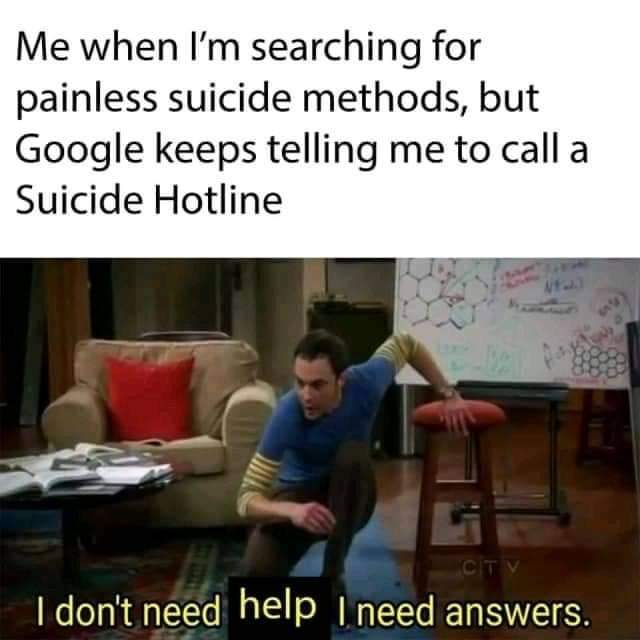 Me when I'm searching for
painless suicide methods, but
Google keeps telling me to call a
Suicide Hotline
CTV
I don't need help I need answers.